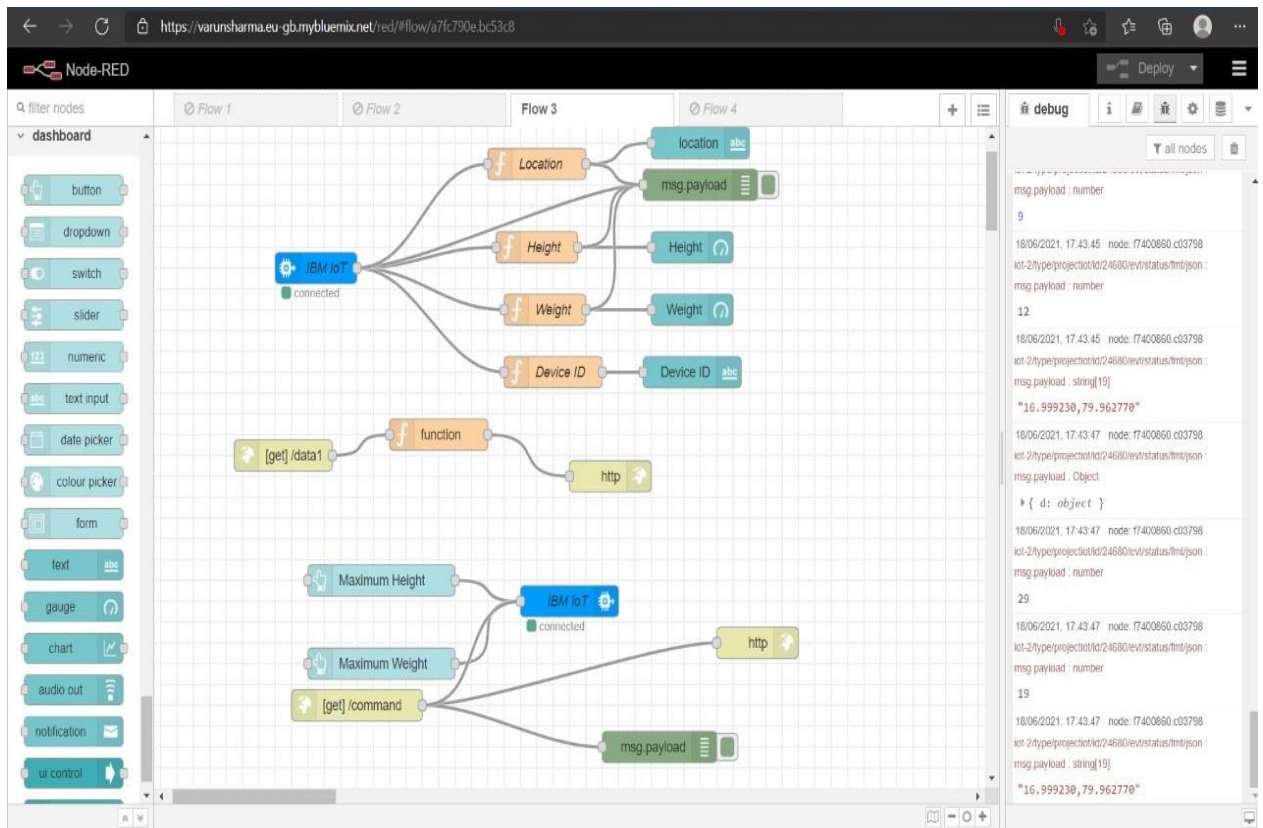 https://varunsharma.eu-gb.mybluemix.net/red/#flow/a7fc790e.bc53c8
Node-RED
Deploy
filter nodes
Flow 1
Flow 2
Flow 3
Flow 4
debug
i
all nodes
dashboard
button
dropdown
switch
slider
123 numeric
abc text input
date picker
colour picker
form
text abc
gauge
chart
audio out
notification
ui control
Location
location abc
msg.payload
IBM IoT
connected
Height
Height
Weight
Weight
Device ID
Device ID abc
[get] /data1
function
http
Maximum Height
IBM IoT
connected
Maximum Weight
http
[get] /command
msg.payload
msg.payload : number
9
18/06/2021, 17:43:45 node: f7400860.c03798
iot-2/type/projectiot/id/24680/evt/status/fmt/json :
msg.payload : number
12
18/06/2021, 17:43:45 node: f7400860.c03798
iot-2/type/projectiot/id/24680/evt/status/fmt/json :
msg.payload : string[19]
"16.999230,79.962770"
18/06/2021, 17:43:47 node: f7400860.c03798
iot-2/type/projectiot/id/24680/evt/status/fmt/json :
msg.payload : Object
{ d: object }
18/06/2021, 17:43:47 node: f7400860.c03798
iot-2/type/projectiot/id/24680/evt/status/fmt/json :
msg.payload : number
29
18/06/2021, 17:43:47 node: f7400860.c03798
iot-2/type/projectiot/id/24680/evt/status/fmt/json :
msg.payload : number
19
18/06/2021, 17:43:47 node: f7400860.c03798
iot-2/type/projectiot/id/24680/evt/status/fmt/json :
msg.payload : string[19]
"16.999230,79.962770"